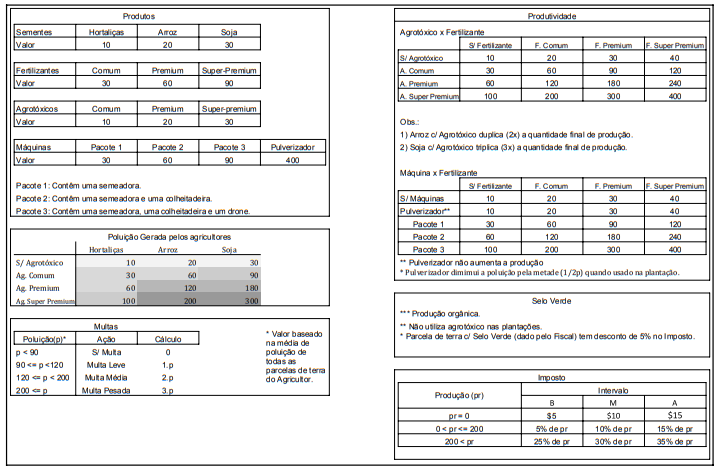 Produtos
Sementes Hortaliças Arroz Soja
Valor 10 20 30
Fertilizantes Comum Premium Super-Premium
Valor 30 60 90
Agrotóxicos Comum Premium Super-premium
Valor 10 20 30
Máquinas Pacote 1 Pacote 2 Pacote 3 Pulverizador
Valor 30 60 90 400
Pacote 1: Contêm uma semeadora.
Pacote 2: Contêm uma semeadora e uma colheitadeira.
Pacote 3: Contêm uma semeadora, uma colheitadeira e um drone.
Poluição Gerada pelos agricultores
Hortaliças Arroz Soja
S/ Agrotóxico 10 20 30
Ag. Comum 30 60 90
Ag. Premium 60 120 180
Ag. Super Premium 100 200 300
Multas
Poluição(p)* Ação Cálculo
p < 90 S/ Multa 0
90 <= p <120 Multa Leve 1.p
120 <= p < 200 Multa Média 2.p
200 <= p Multa Pesada 3.p
* Valor baseado
na média de
poluição de
todas as
parcelas de terra
do Agricultor.
Produtividade
Agrotóxico x Fertilizante
S/ Fertilizante F. Comum F. Premium F. Super Premium
S/ Agrotóxico 10 20 30 40
A. Comum 30 60 90 120
A. Premium 60 120 180 240
A. Super Premium 100 200 300 400
Obs.:
1) Arroz c/ Agrotóxico duplica (2x) a quantidade final de produção.
2) Soja c/ Agrotóxico triplica (3x) a quantidade final de produção.
Máquina x Fertilizante
S/ Fertilizante F. Comum F. Premium F. Super Premium
S/ Máquinas 10 20 30 40
Pulverizador** 10 20 30 40
Pacote 1 30 60 90 120
Pacote 2 60 120 180 240
Pacote 3 100 200 300 400
** Pulverizador não aumenta a produção
* Pulverizador diminui a poluição pela metade (1/2p) quando usado na plantação.
Selo Verde
*** Produção orgânica.
** Não utiliza agrotóxico nas plantações.
* Parcela de terra c/ Selo Verde (dado pelo Fiscal) tem desconto de 5% no Imposto.
Imposto
Produção (pr) Intervalo
B M A
pr = 0 $5 $10 $15
0 < pr <= 200 5% de pr 10% de pr 15% de pr
200 < pr 25% de pr 30% de pr 35% de pr